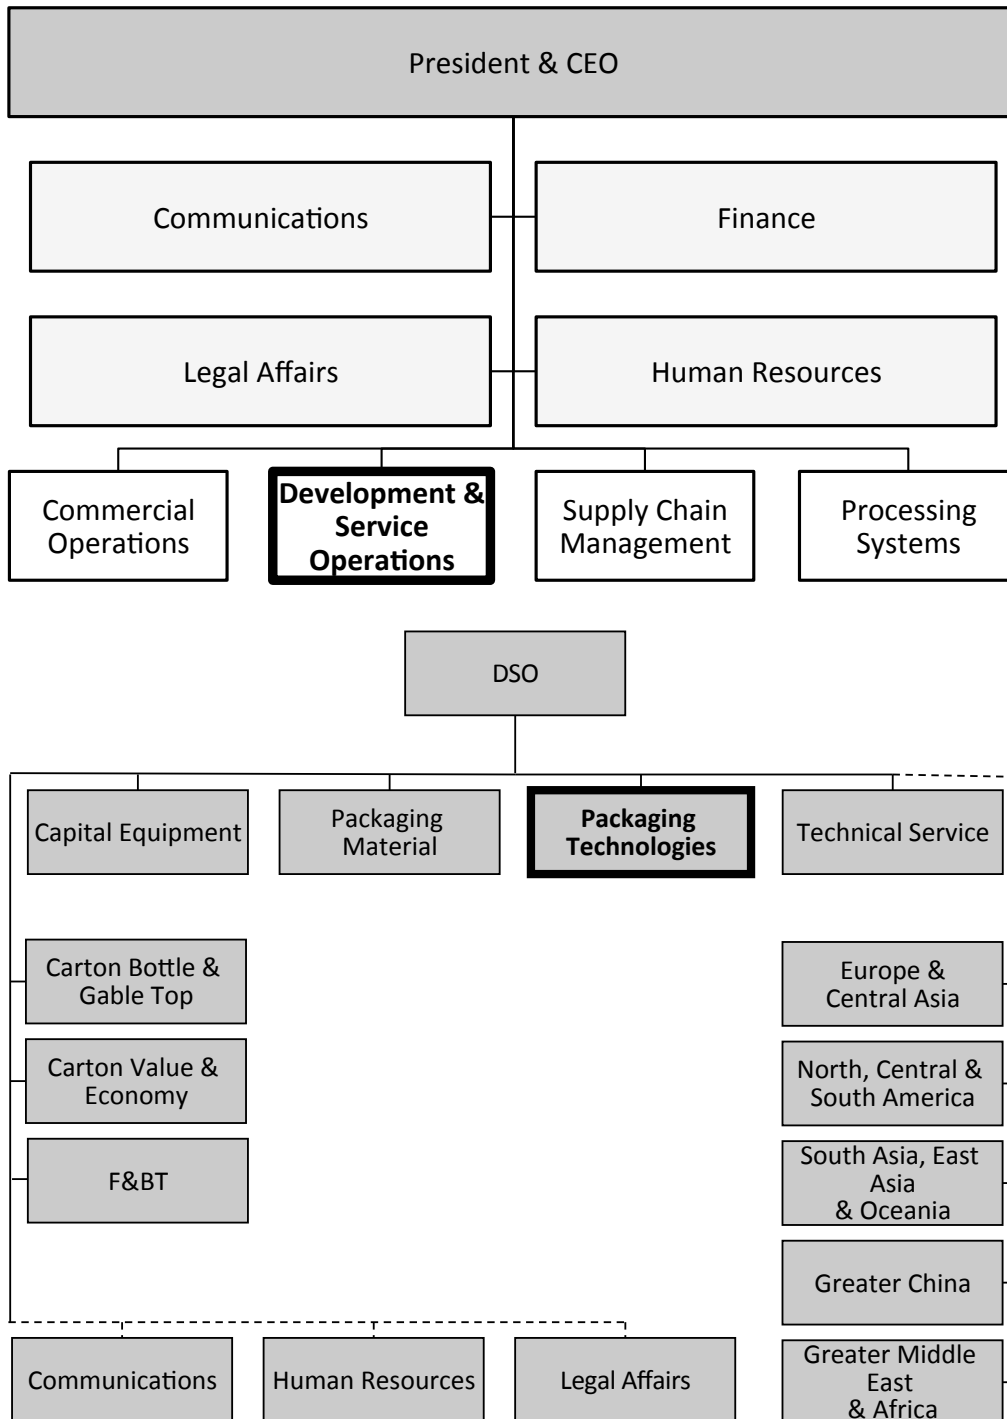 President & CEO
Communications
Finance
Legal Affairs
Human Resources
Commercial
Operations
Development &
Service
Operations
Supply Chain
Management
Processing
Systems
DSO
Capital Equipment
Packaging
Material
Packaging
Technologies
Technical Service
Carton Bottle &
Gable Top
Carton Value &
Economy
F&BT
Europe &
Central Asia
North, Central &
South America
South Asia, East
Asia
& Oceania
Greater China
Greater Middle
East
& Africa
Communications
Human Resources
Legal Affairs